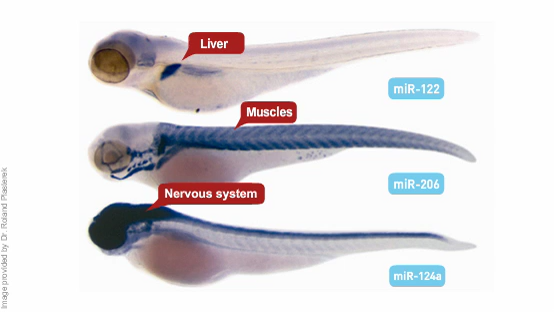 Liver
miR-122
Muscles
miR-206
Nervous system
miR-124a
Image provided by Dr. Roland Plasterek